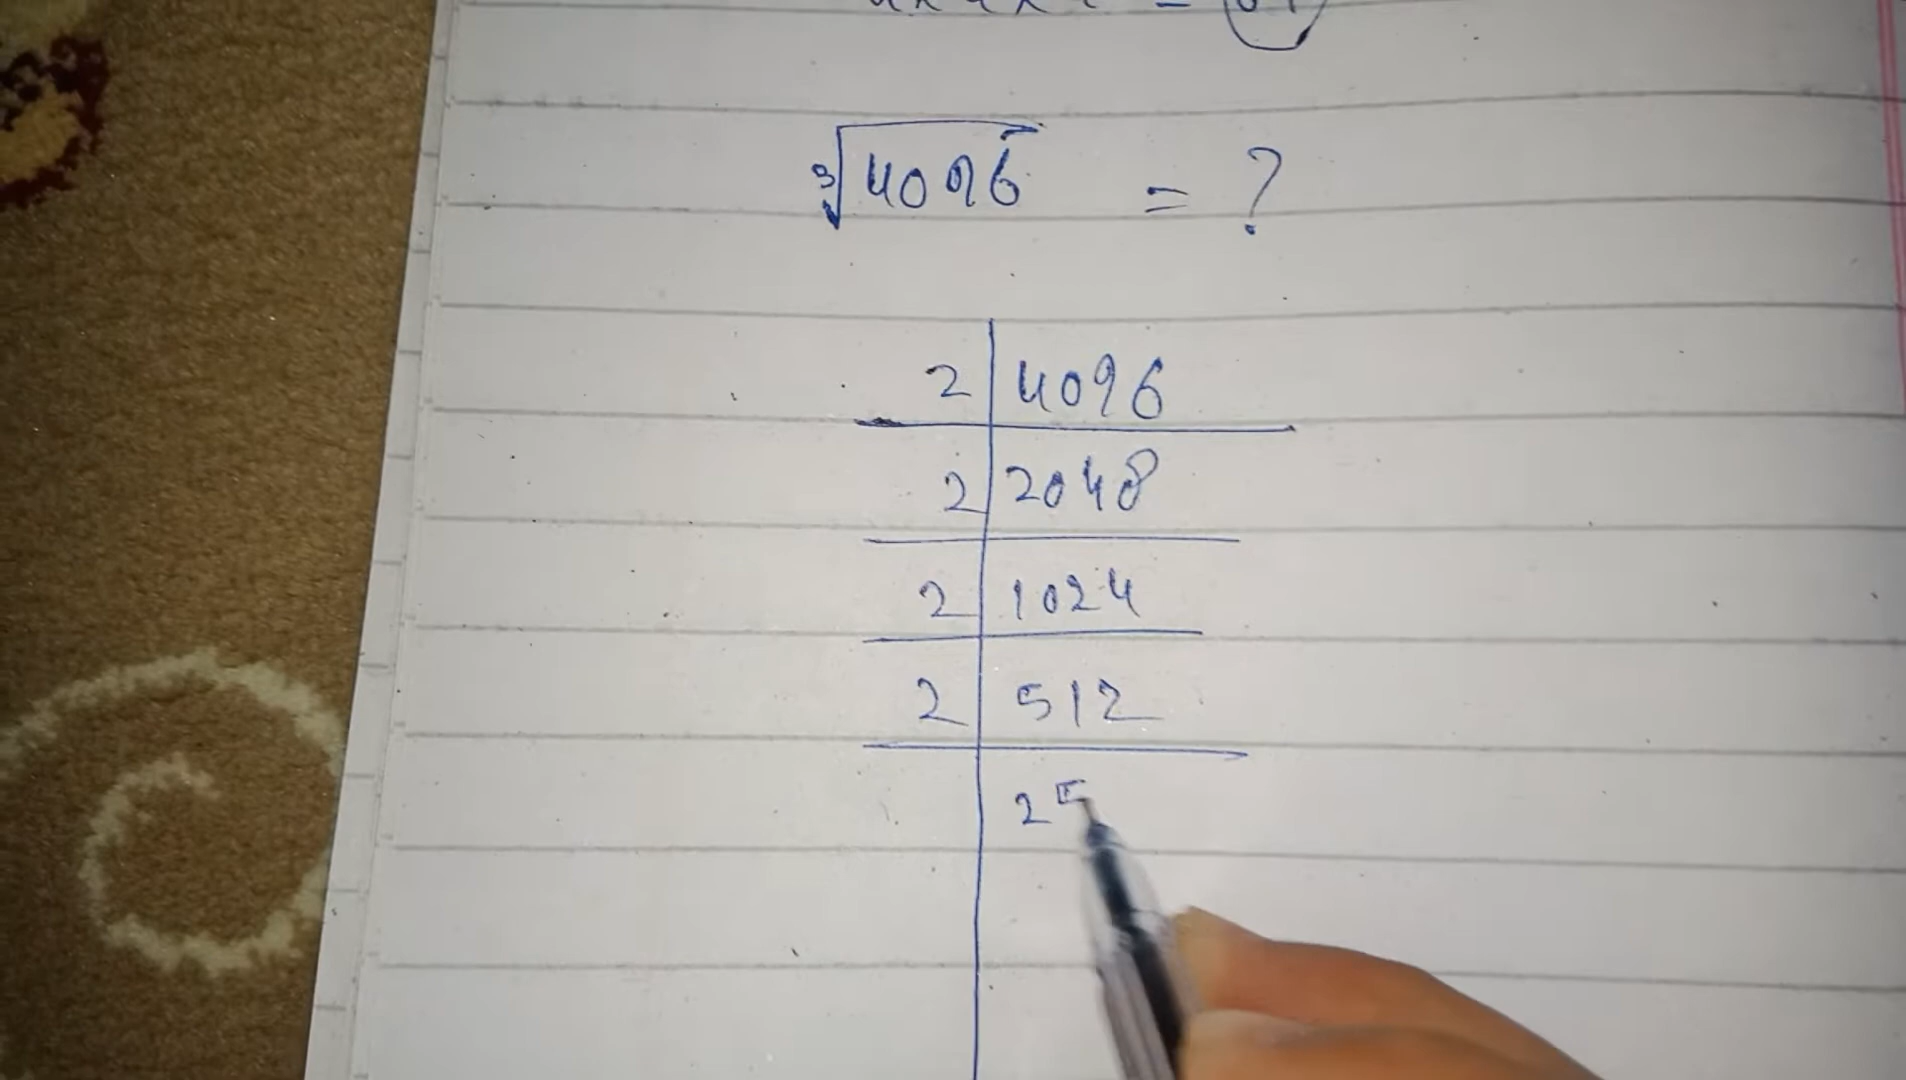 ∛4096 = ?
2 | 4096
2 | 2048
2 | 1024
2 | 512
25